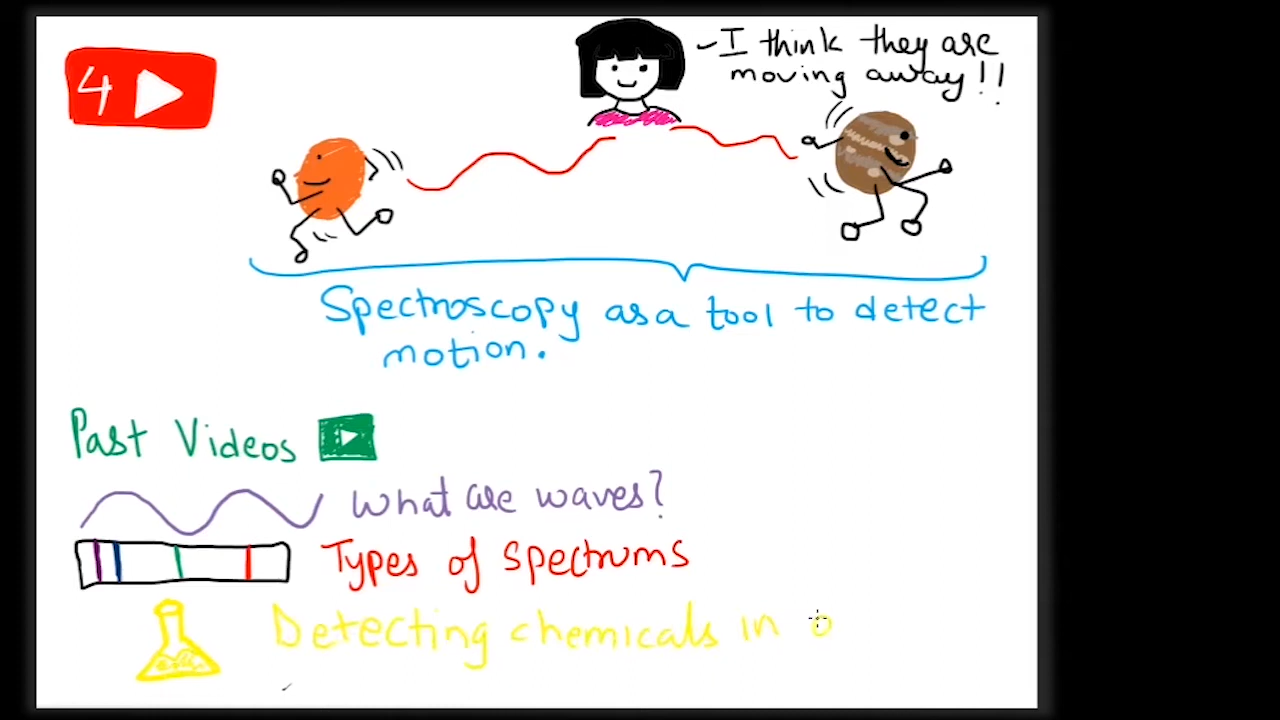 4
-I think they are
moving away!!
Spectroscopy as a tool to detect
motion.
Past Videos
What are waves?
Types of spectrums
Detecting chemicals in o